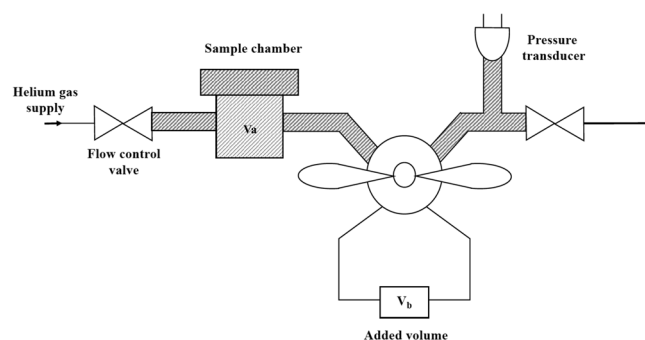 Sample chamber
Pressure
transducer
Helium gas
supply
Va
Flow control
valve
Vb
Added volume